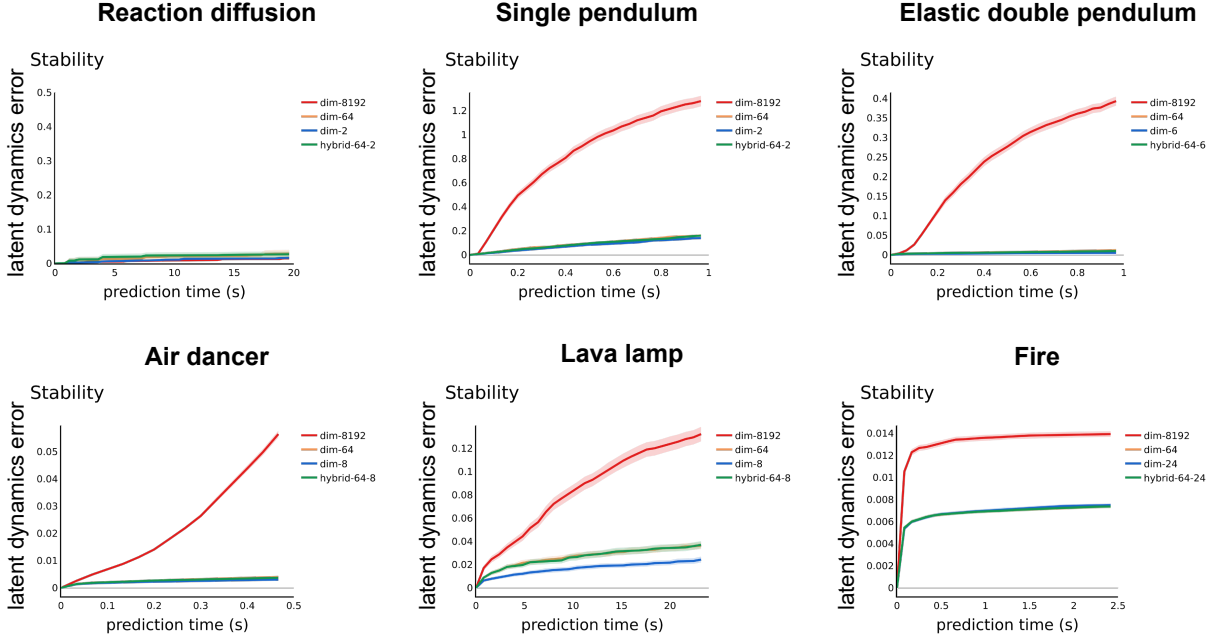 Reaction diffusion
Stability
latent dynamics error
0.5
0.4
0.3
0.2
0.1
0
0
5
10
15
20
prediction time (s)
dim-8192
dim-64
dim-2
hybrid-64-2
Single pendulum
Stability
latent dynamics error
1.2
1
0.8
0.6
0.4
0.2
0
0
0.2
0.4
0.6
0.8
1
prediction time (s)
dim-8192
dim-64
dim-2
hybrid-64-2
Elastic double pendulum
Stability
latent dynamics error
0.4
0.35
0.3
0.25
0.2
0.15
0.1
0.05
0
0
0.2
0.4
0.6
0.8
1
prediction time (s)
dim-8192
dim-64
dim-6
hybrid-64-6
Air dancer
Stability
latent dynamics error
0.05
0.04
0.03
0.02
0.01
0
0
0.1
0.2
0.3
0.4
0.5
prediction time (s)
dim-8192
dim-64
dim-8
hybrid-64-8
Lava lamp
Stability
latent dynamics error
0.12
0.1
0.08
0.06
0.04
0.02
0
0
5
10
15
20
prediction time (s)
dim-8192
dim-64
dim-8
hybrid-64-8
Fire
Stability
latent dynamics error
0.014
0.012
0.01
0.008
0.006
0.004
0.002
0
0
0.5
1
1.5
2
2.5
prediction time (s)
dim-8192
dim-64
dim-24
hybrid-64-24